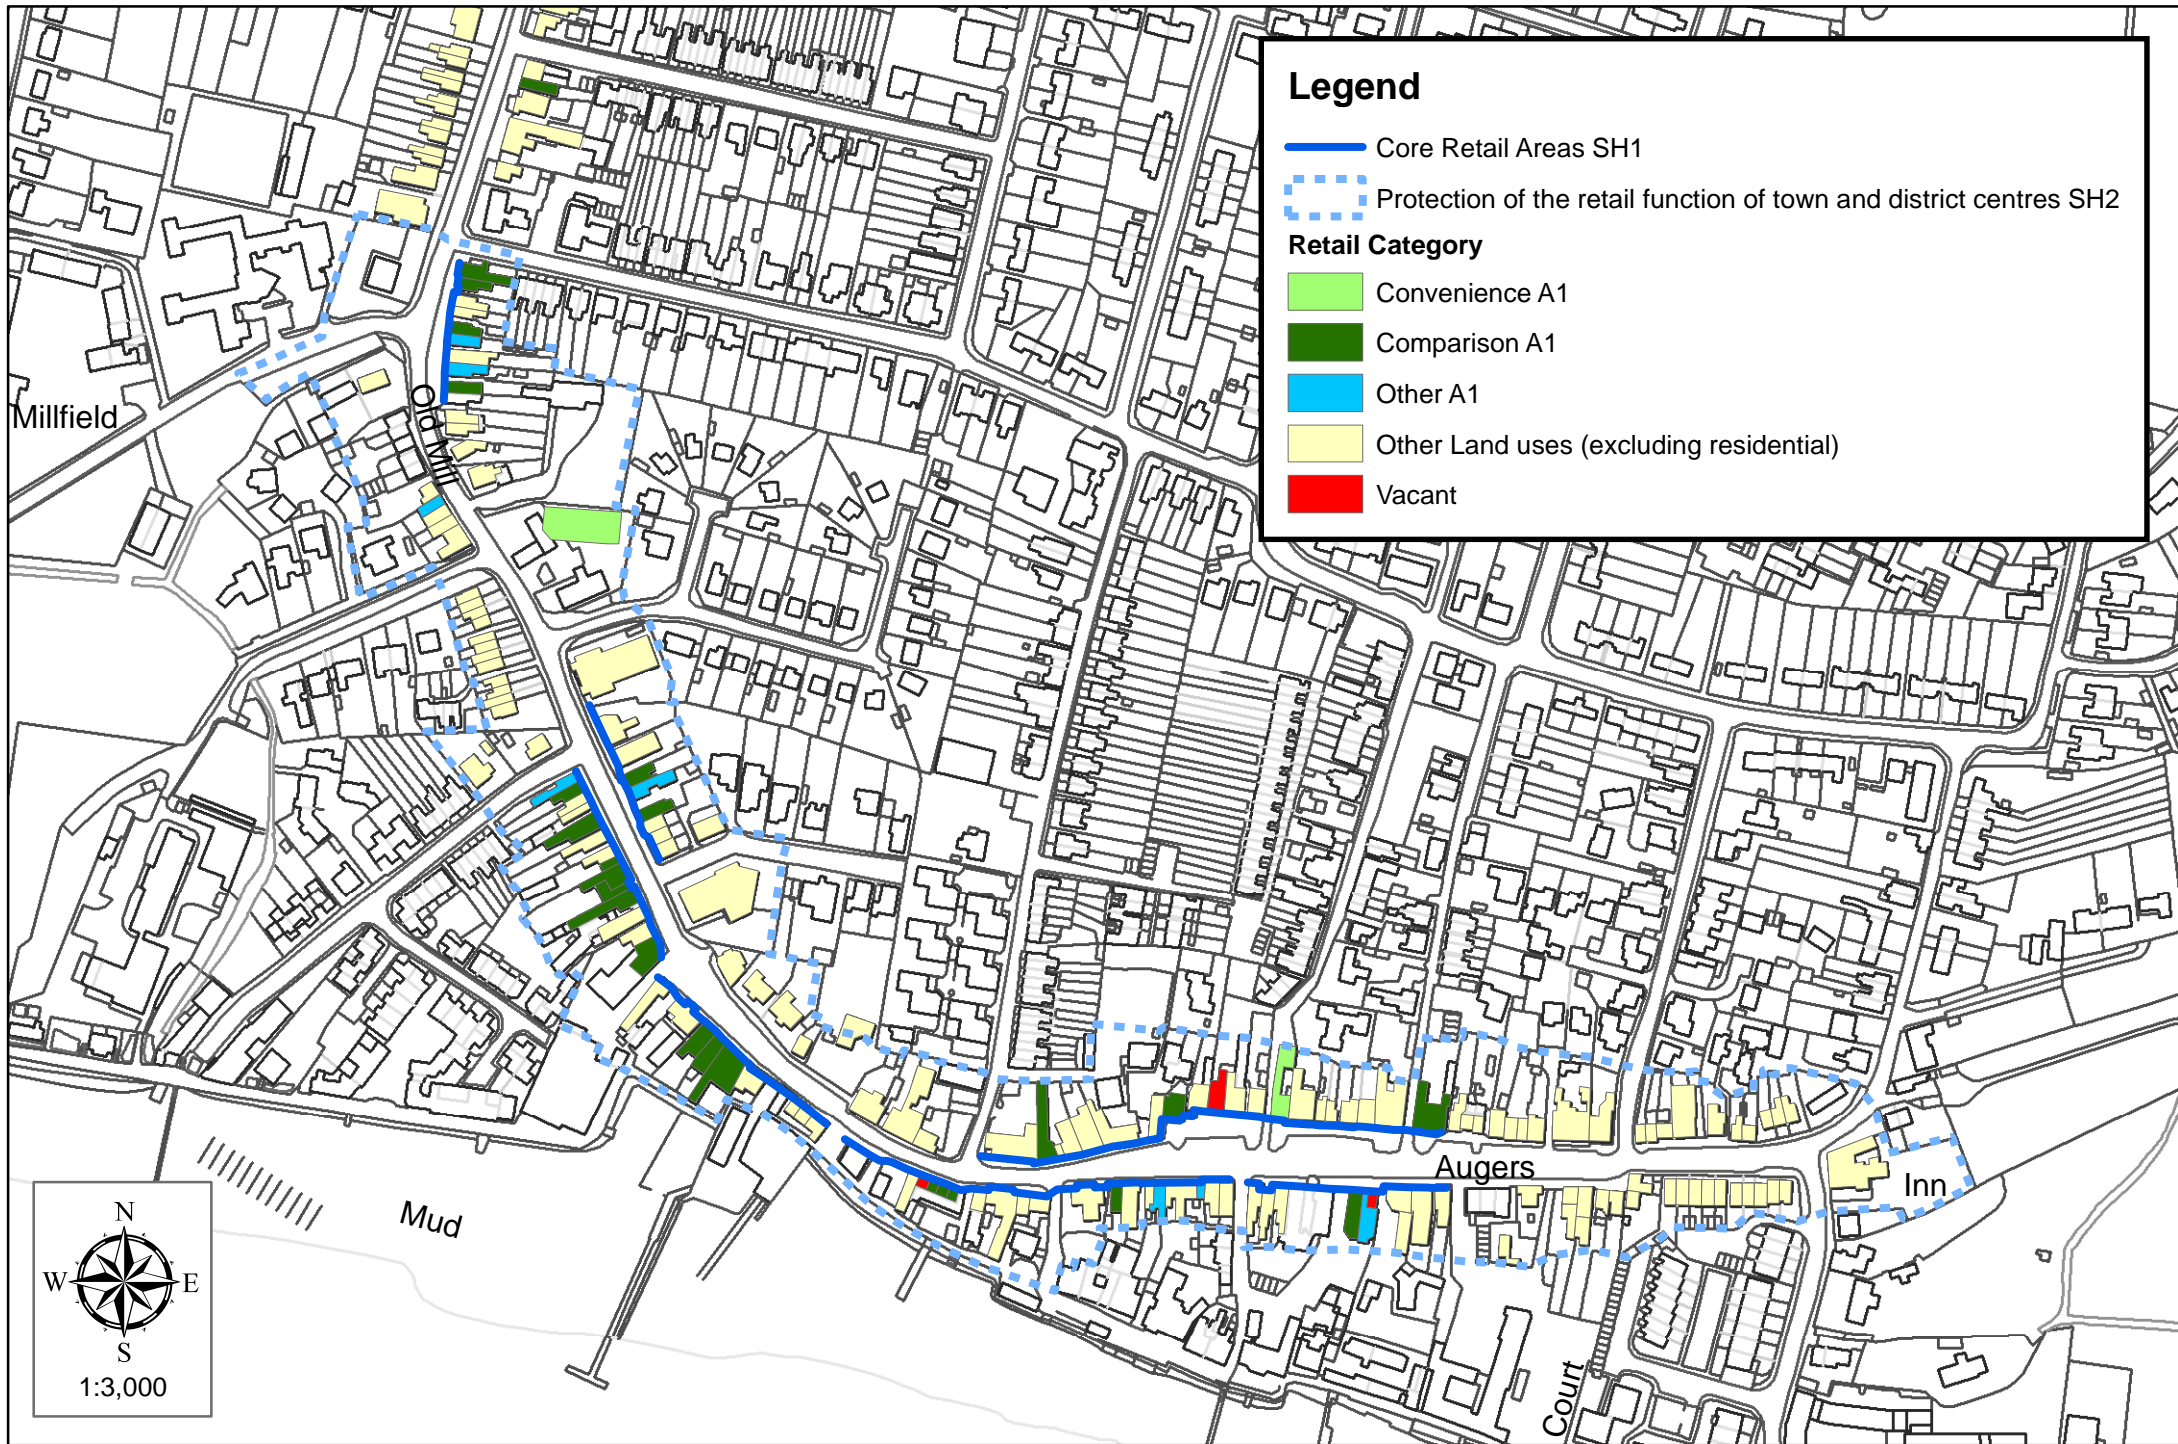 Legend
Core Retail Areas SH1
Protection of the retail function of town and district centres SH2
Retail Category
Convenience A1
Comparison A1
Other A1
Other Land uses (excluding residential)
Vacant
Millfield
Old Mill
Augers
Inn
Mud
Court
N
W E
S
1:3,000